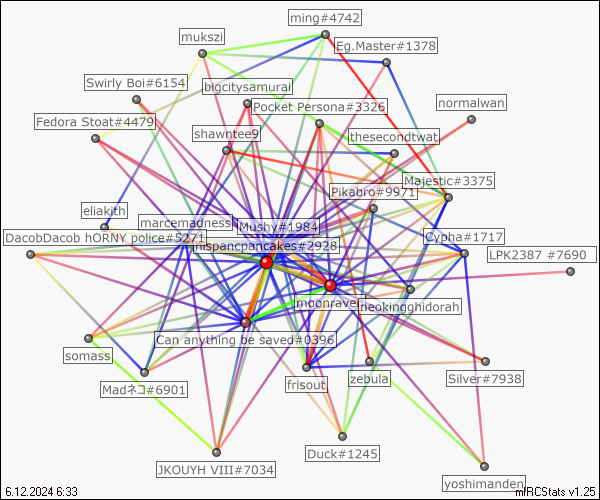 ming#4742
mukszi
Eg.Master#1378
Swirly Boi#6154
bigcitysamurai
Pocket Persona#3326
normalwan
Fedora Stoat#4479
shawntee9
thesecondtwat
Majestic#3375
Pikabro#9971
eliakith
marcemadness
Mushy#1984
DacobDacob hORNY police#5271
mspancpancakes#2928
Cypha#1717
LPK2387 #7690
moonravel
neokingghidorah
Can anything be saved#0396
somass
Madネコ#6901
frisout
zebula
Silver#7938
JKOUYH VIII#7034
Duck#1245
yoshimanden
6.12.2024 6:33
mIRCStats v1.25